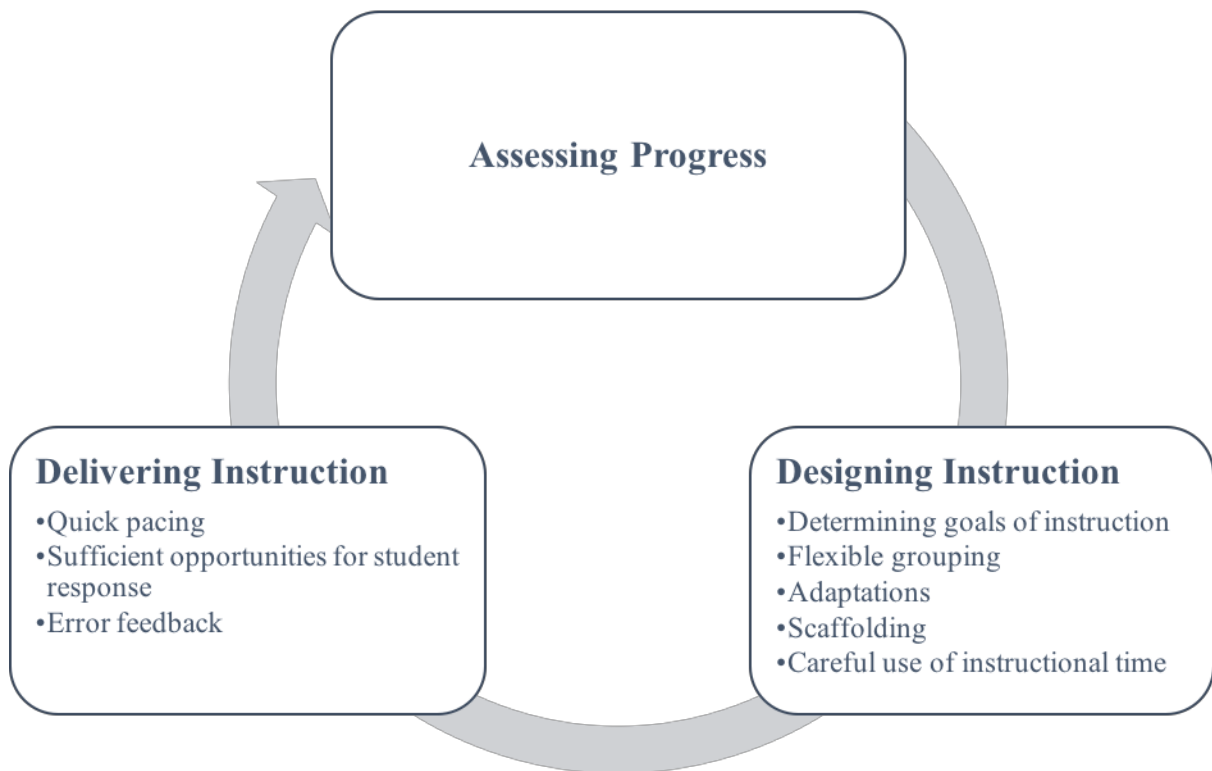 Assessing Progress
Delivering Instruction
•Quick pacing
•Sufficient opportunities for student
response
•Error feedback
Designing Instruction
•Determining goals of instruction
•Flexible grouping
•Adaptations
•Scaffolding
•Careful use of instructional time